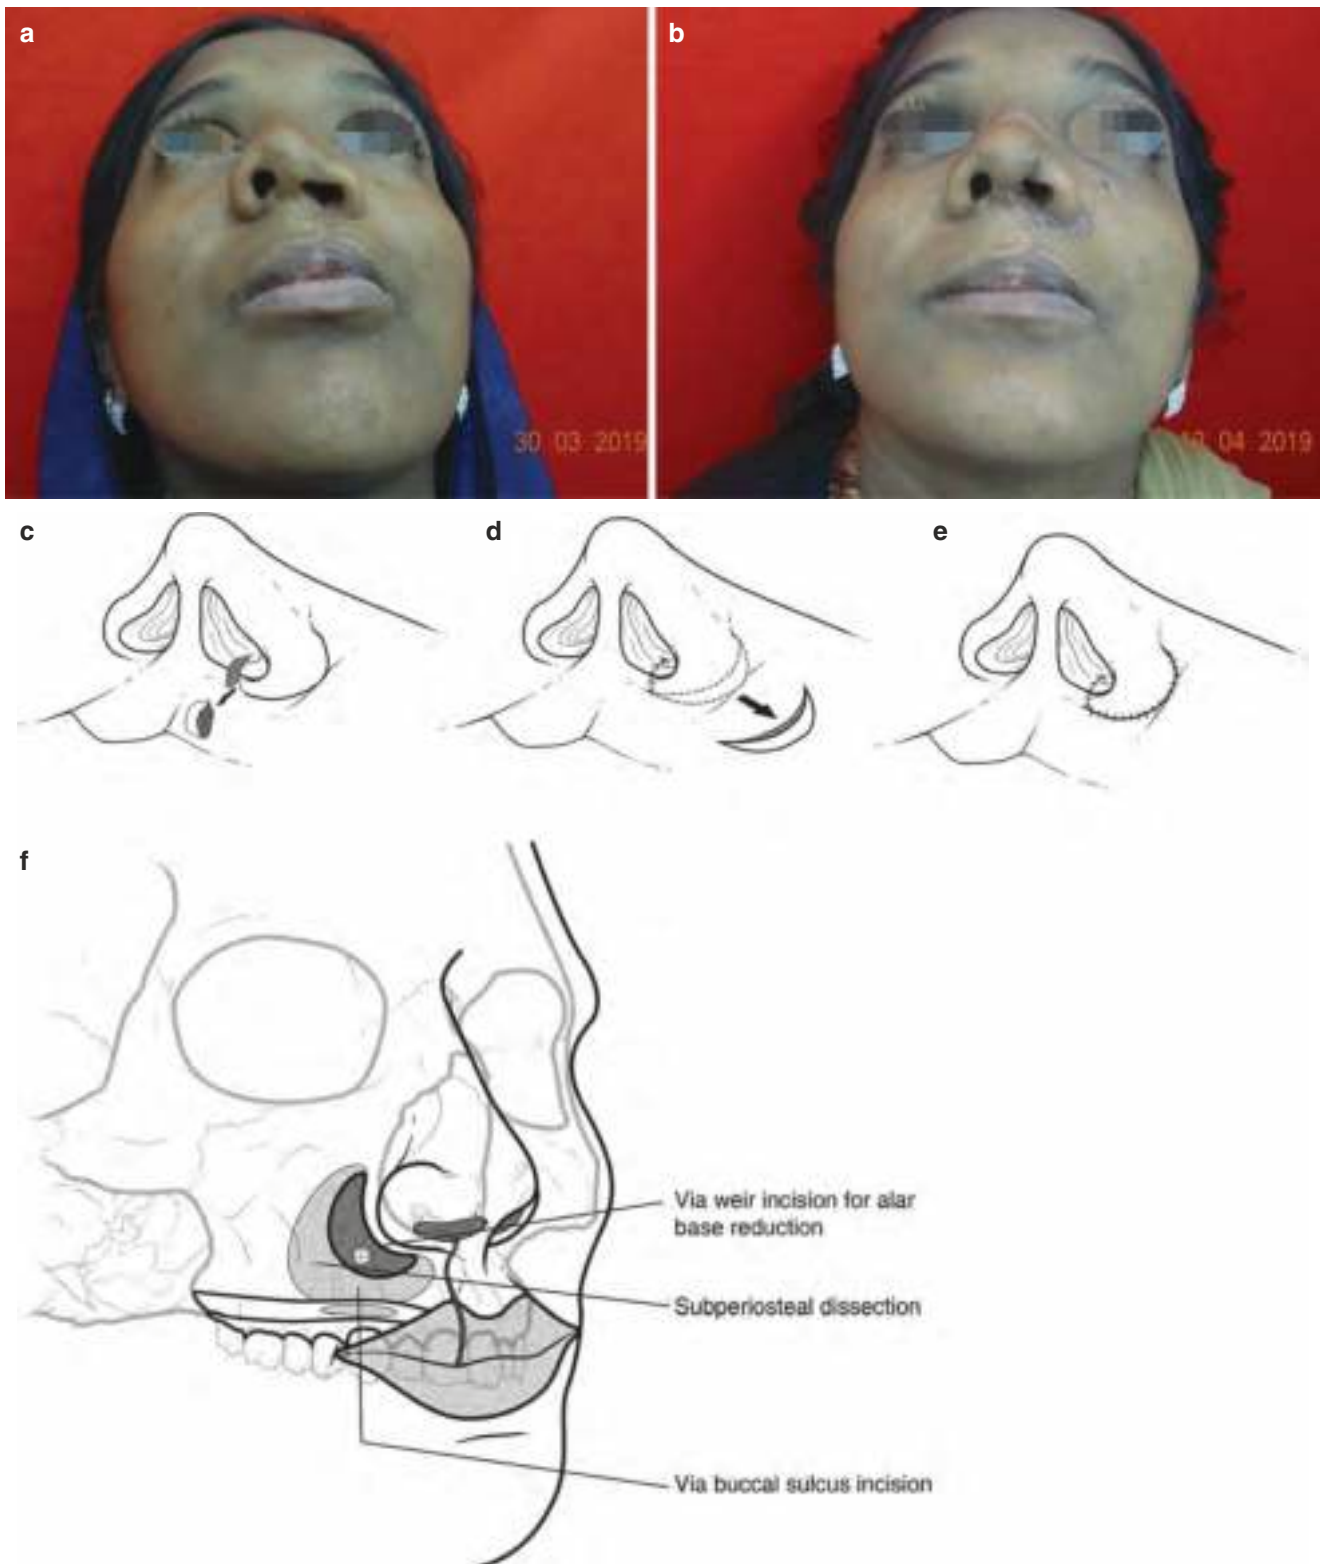 a
b
30 03 2019
04 2019
c
d
e
f
Via weir incision for alar
base reduction
Subperiosteal dissection
Via buccal sulcus incision